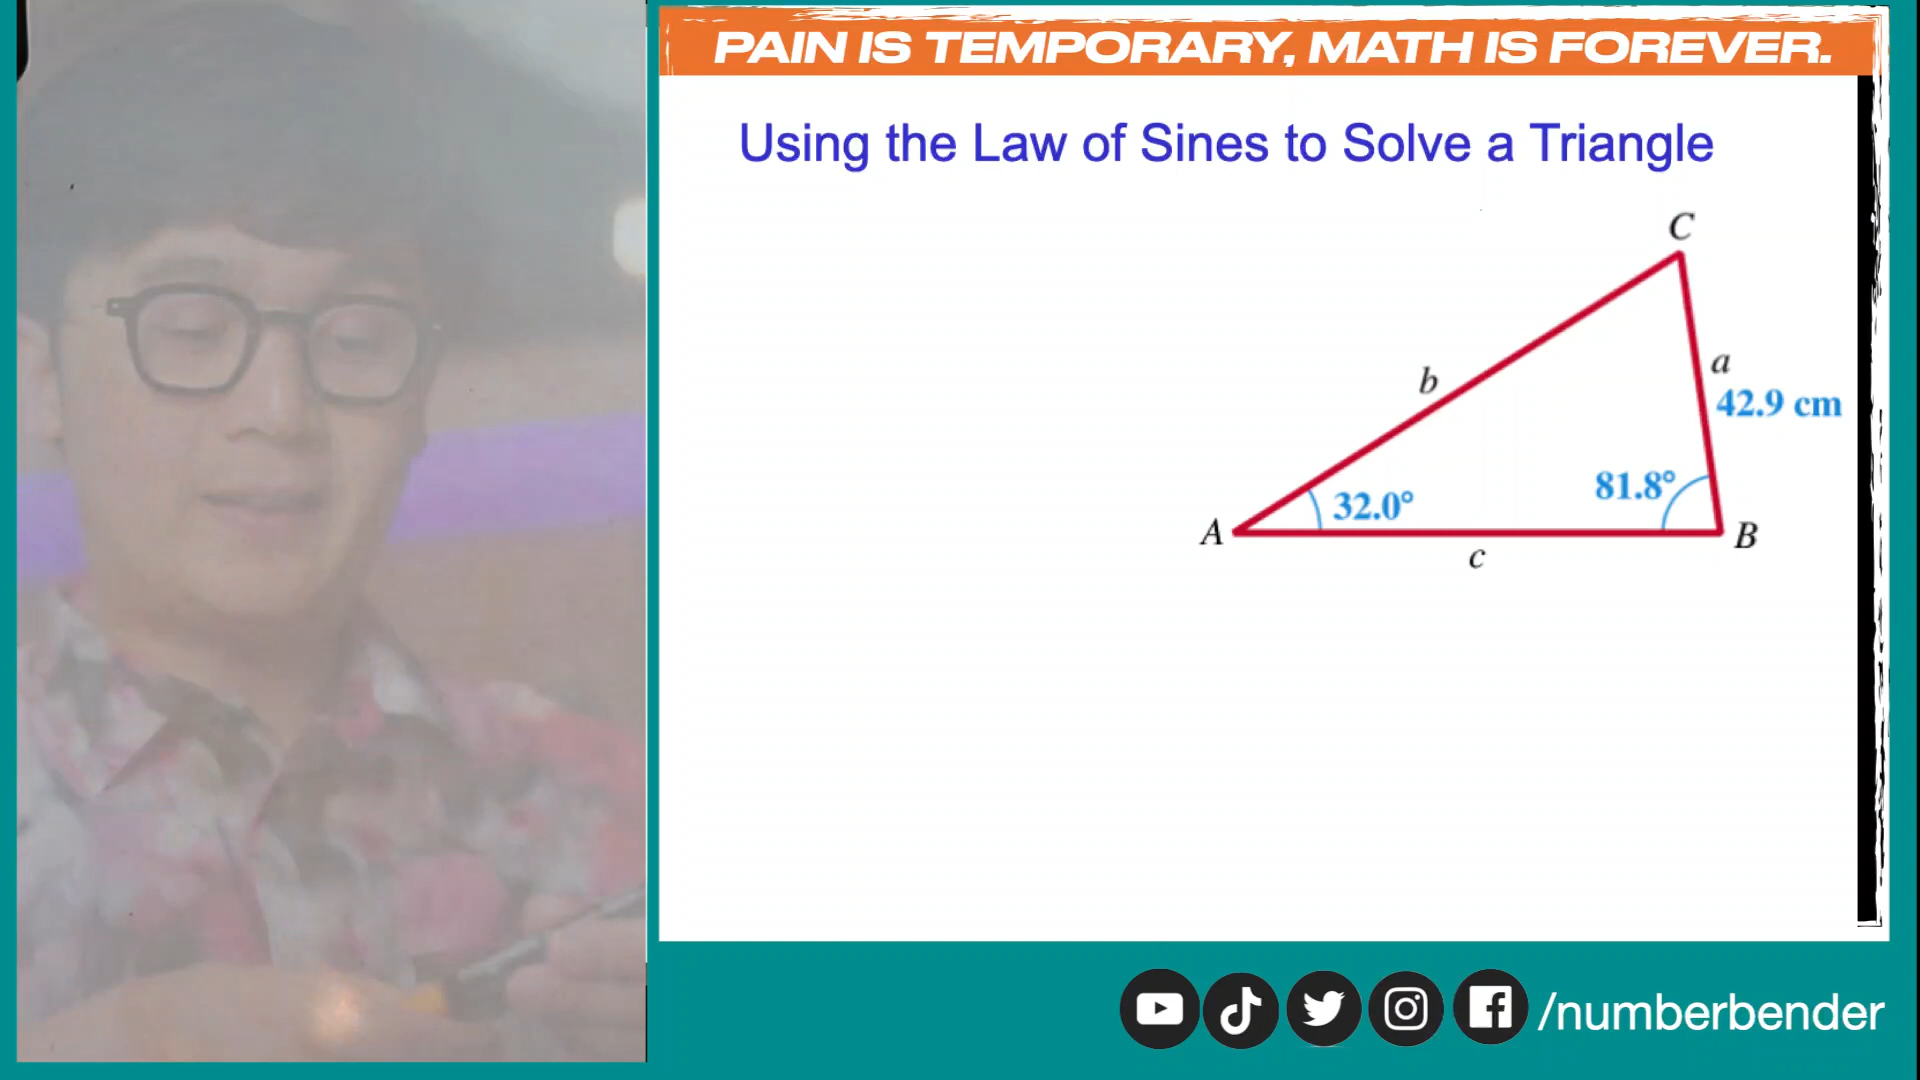 PAIN IS TEMPORARY, MATH IS FOREVER.
Using the Law of Sines to Solve a Triangle
C
b
a
42.9 cm
81.8°
32.0°
A
B
c
/numberbender